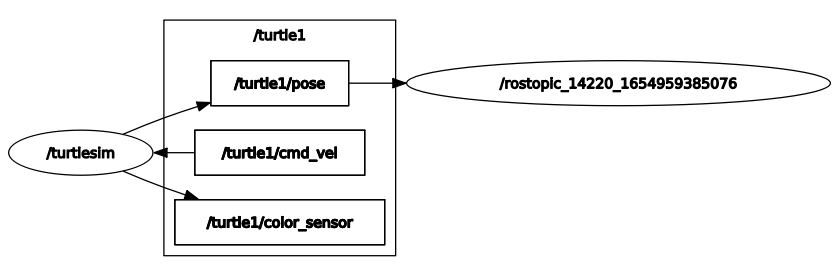 /turtle1
/turtle1/pose
/rostopic_14220_1654959385076
/turtlesim
/turtle1/cmd_vel
/turtle1/color_sensor